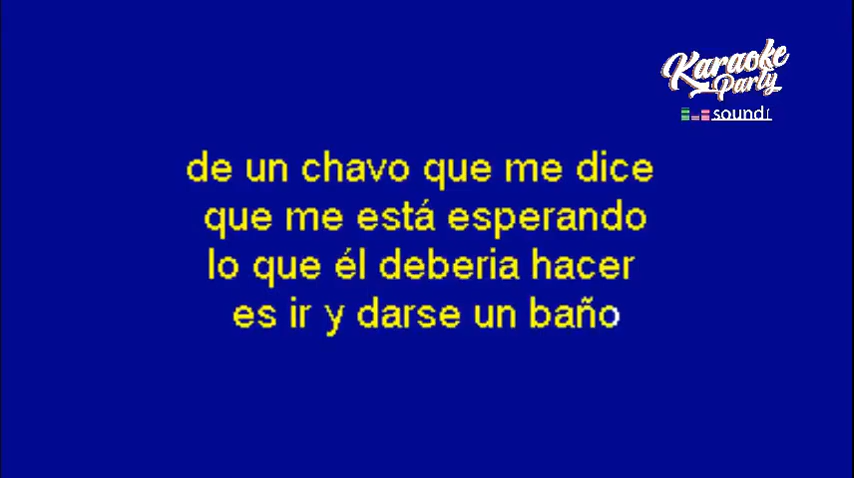 Karaoke
Party
sound
de un chavo que me dice
que me está esperando
lo que él deberia hacer
es ir y darse un baño